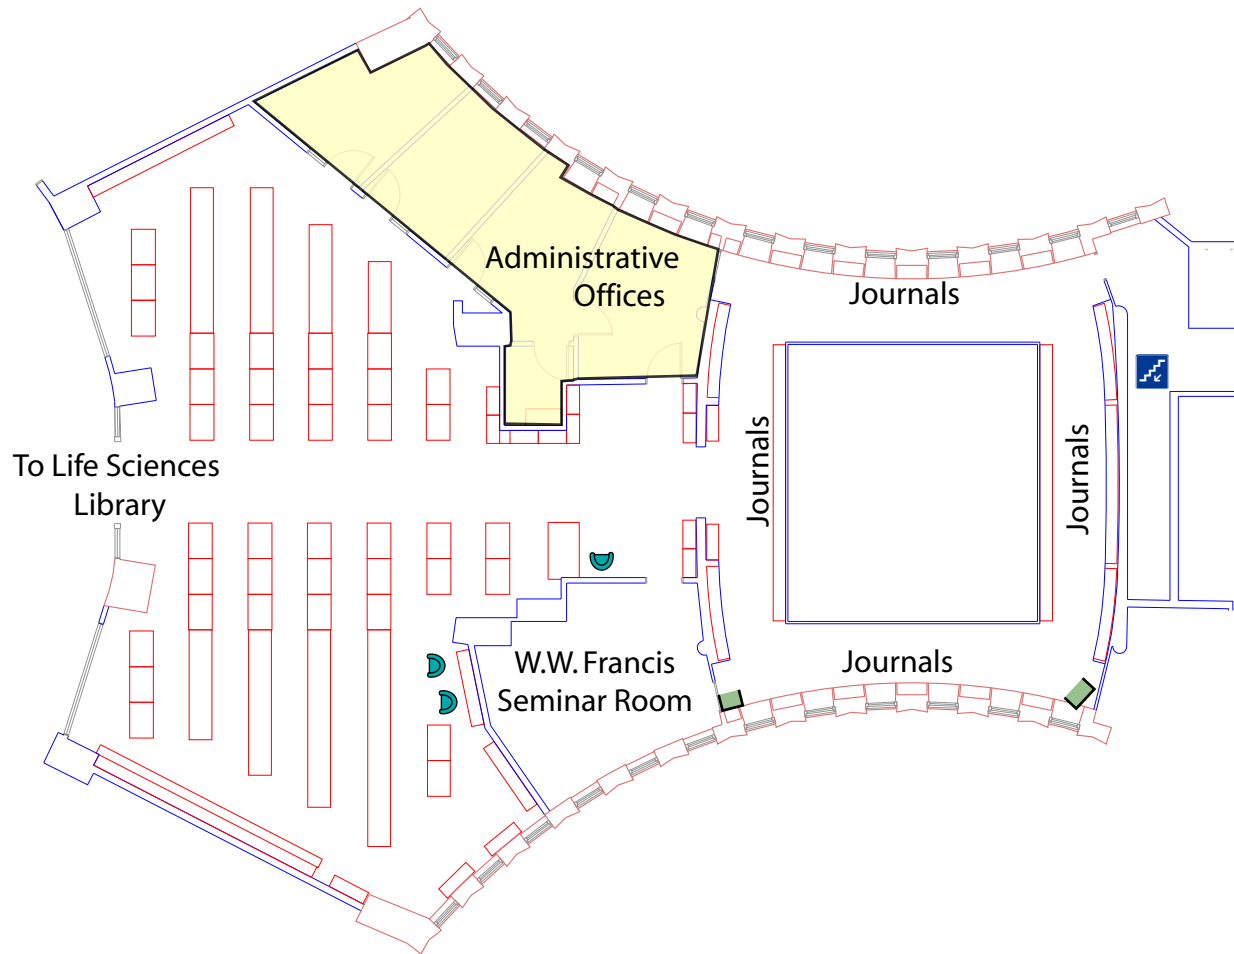 Administrative
Offices
Journals
Journals
Journals
To Life Sciences
Library
W.W. Francis
Seminar Room
Journals